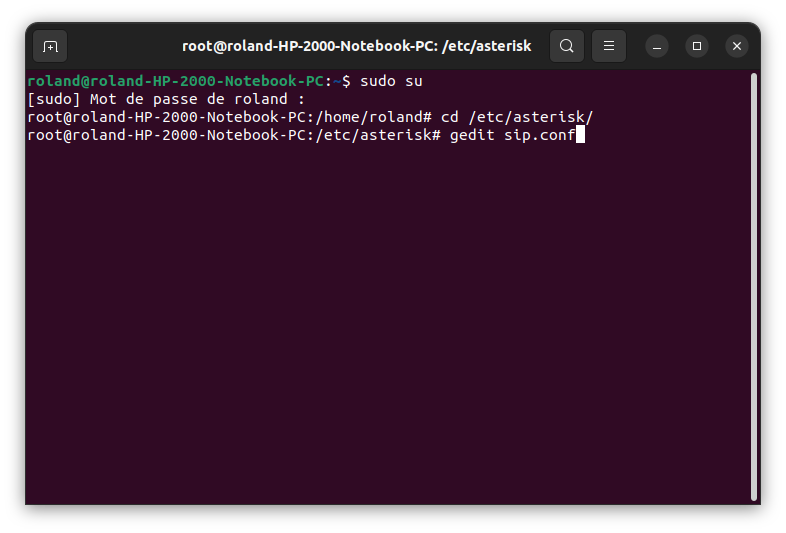 root@roland-HP-2000-Notebook-PC: /etc/asterisk
roland@roland-HP-2000-Notebook-PC:~$ sudo su
[sudo] Mot de passe de roland :
root@roland-HP-2000-Notebook-PC:/home/roland# cd /etc/asterisk/
root@roland-HP-2000-Notebook-PC:/etc/asterisk# gedit sip.conf